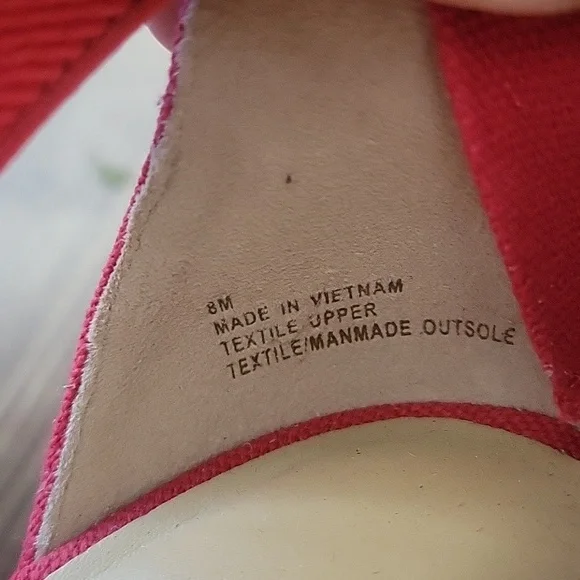 8M
MADE IN VIETNAM
TEXTILE UPPER
TEXTILE/MANMADE OUTSOLE